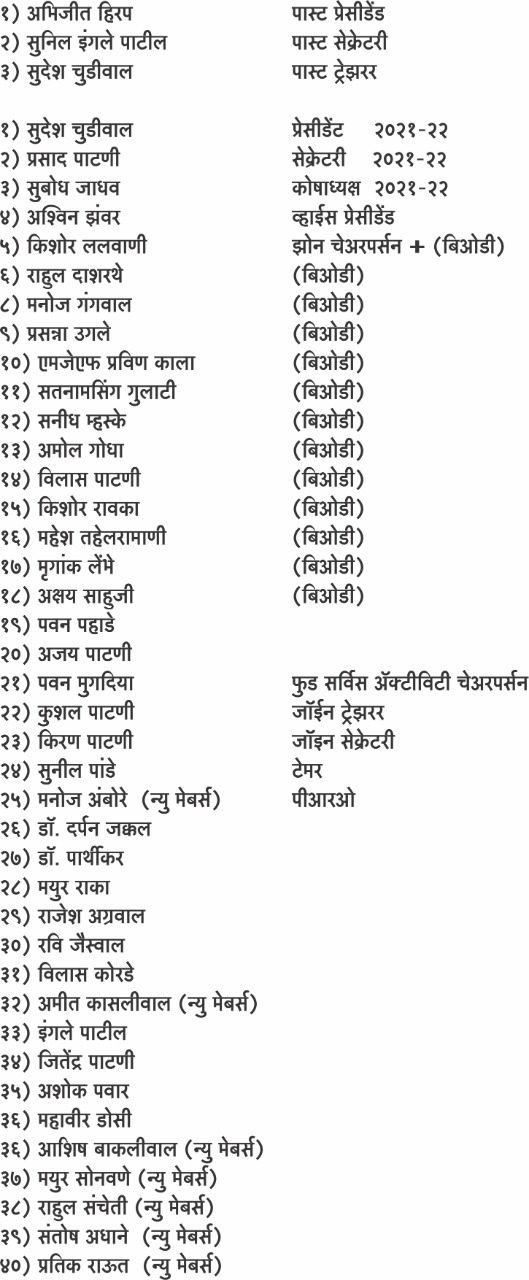 १) अभिजीत हिरप पास्ट प्रेसीडेंड
२) सुनिल इंगले पाटील पास्ट सेक्रेटरी
३) सुदेश चुडीवाल पास्ट ट्रेझरर
१) सुदेश चुडीवाल प्रेसीडेंट २०२१-२२
२) प्रसाद पाटणी सेक्रेटरी २०२१-२२
३) सुबोध जाधव कोषाध्यक्ष २०२१-२२
४) अश्विन झंवर व्हाईस प्रेसीडेंड
५) किशोर ललवाणी झोन चेअरपर्सन + (बिओडी)
६) राहुल दाशरथे (बिओडी)
८) मनोज गंगवाल (बिओडी)
९) प्रसन्ना उगले (बिओडी)
१०) एमजेएफ प्रविण काला (बिओडी)
११) सतनामसिंग गुलाटी (बिओडी)
१२) सनीध म्हस्के (बिओडी)
१३) अमोल गोधा (बिओडी)
१४) विलास पाटणी (बिओडी)
१५) किशोर रावका (बिओडी)
१६) महेश तहेलरामाणी (बिओडी)
१७) मृगांक लेंभे (बिओडी)
१८) अक्षय साहुजी (बिओडी)
१९) पवन पहाडे
२०) अजय पाटणी
२१) पवन मुगदिया फुड सर्विस ॲक्टीविटी चेअरपर्सन
२२) कुशल पाटणी जॉईन ट्रेझरर
२३) किरण पाटणी जॉइन सेक्रेटरी
२४) सुनील पांडे टेमर
२५) मनोज अंबोरे (न्यु मेबर्स) पीआरओ
२६) डॉ. दर्पन जक्कल
२७) डॉ. पार्थीकर
२८) मयुर राका
२९) राजेश अग्रवाल
३०) रवि जैस्वाल
३१) विलास कोरडे
३२) अमीत कासलीवाल (न्यु मेबर्स)
३३) इंगले पाटील
३४) जितेंद्र पाटणी
३५) अशोक पवार
३६) महावीर डोसी
३६) आशिष बाकलीवाल (न्यु मेबर्स)
३७) मयुर सोनवणे (न्यु मेबर्स)
३८) राहुल संचेती (न्यु मेबर्स)
३९) संतोष अधाने (न्यु मेबर्स)
४०) प्रतिक राऊत (न्यु मेबर्स)